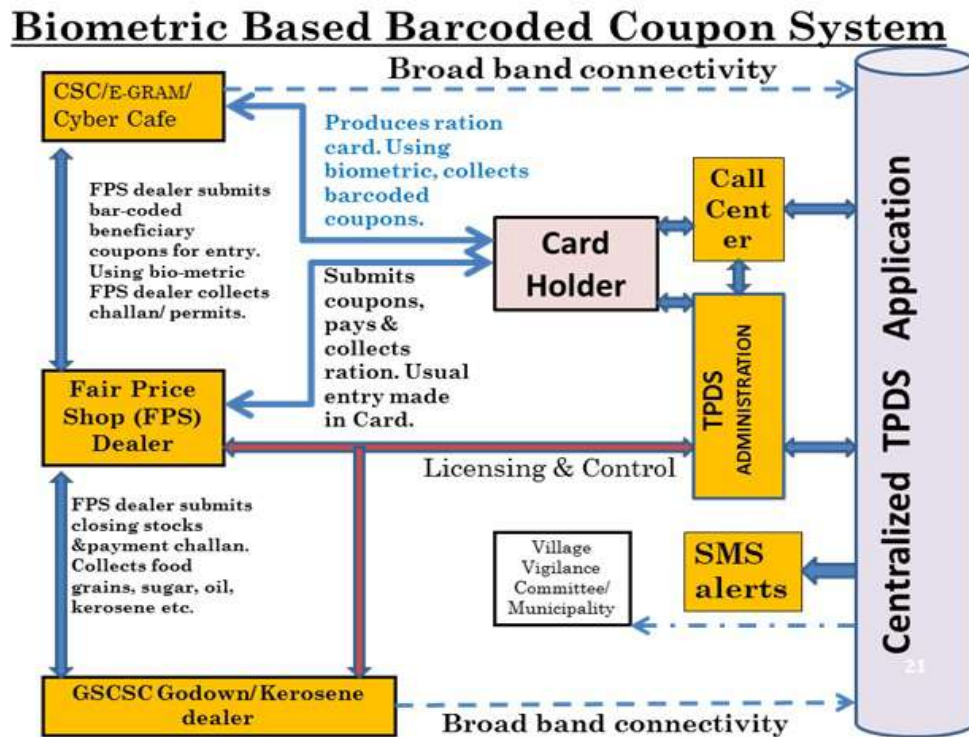 Biometric Based Barcoded Coupon System
Broad band connectivity
CSC/E-GRAM/
Cyber Cafe
Produces ration
card. Using
biometric, collects
barcoded
coupons.
FPS dealer submits
bar-coded
beneficiary
coupons for entry.
Using bio-metric
FPS dealer collects
challan/ permits.
Call
Cent
er
Card
Holder
Submits
coupons,
pays &
collects
ration. Usual
entry made
in Card.
Fair Price
Shop (FPS)
Dealer
TPDS
ADMINISTRATION
Licensing & Control
FPS dealer submits
closing stocks
&payment challan.
Collects food
grains, sugar, oil,
kerosene etc.
Village
Vigilance
Committee/
Municipality
SMS
alerts
Centralized TPDS Application
21
GSCSC Godown/Kerosene
dealer
Broad band connectivity